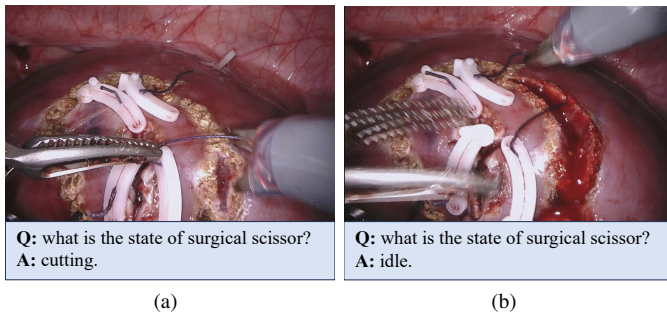 Q: what is the state of surgical scissor?
A: cutting.
(a)
Q: what is the state of surgical scissor?
A: idle.
(b)